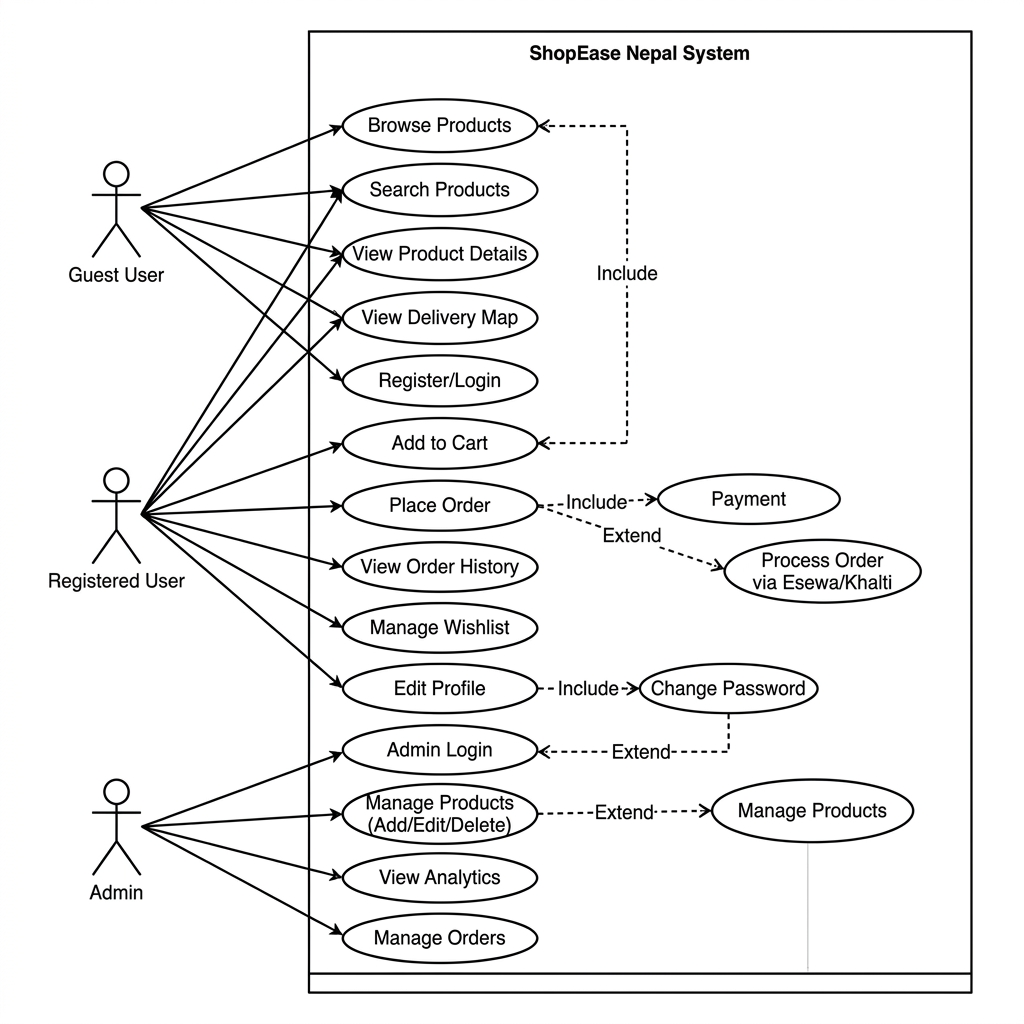 ShopEase Nepal System
Browse Products
Search Products
View Product Details
Guest User
Include
View Delivery Map
Register/Login
Add to Cart
Place Order
Include
Payment
Extend
Process Order
via Esewa/Khalti
View Order History
Registered User
Manage Wishlist
Edit Profile
Include
Change Password
Admin Login
Extend
Manage Products
(Add/Edit/Delete)
Extend
Manage Products
View Analytics
Admin
Manage Orders